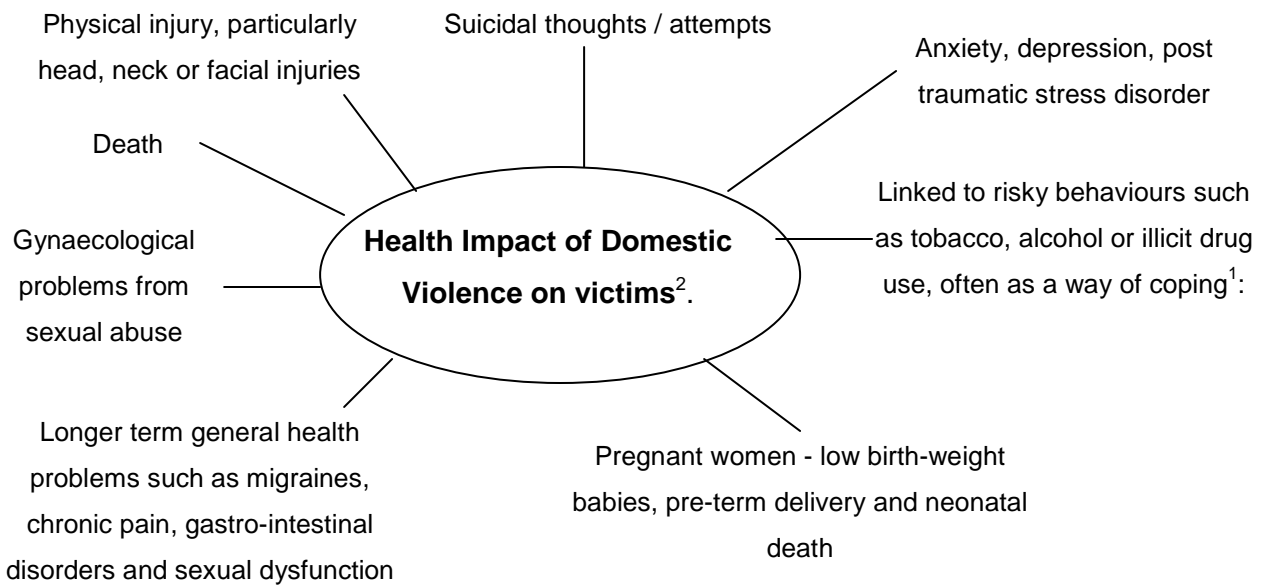 Physical injury, particularly
head, neck or facial injuries
Suicidal thoughts / attempts
Anxiety, depression, post
traumatic stress disorder
Death
Linked to risky behaviours such
as tobacco, alcohol or illicit drug
use, often as a way of coping¹:
Health Impact of Domestic
Violence on victims².
Gynaecological
problems from
sexual abuse
Longer term general health
problems such as migraines,
chronic pain, gastro-intestinal
disorders and sexual dysfunction
Pregnant women - low birth-weight
babies, pre-term delivery and neonatal
death